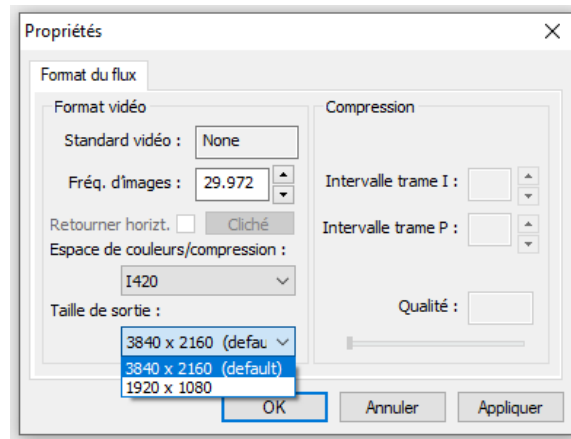 Propriétés
Format du flux
Format vidéo
Standard vidéo : None
Fréq. d'images : 29.972
Retourner horizt. Cliché
Espace de couleurs/compression :
I420
Taille de sortie :
3840 x 2160 (defau
3840 x 2160 (default)
1920 x 1080
Compression
Intervalle trame I :
Intervalle trame P :
Qualité :
OK Annuler Appliquer